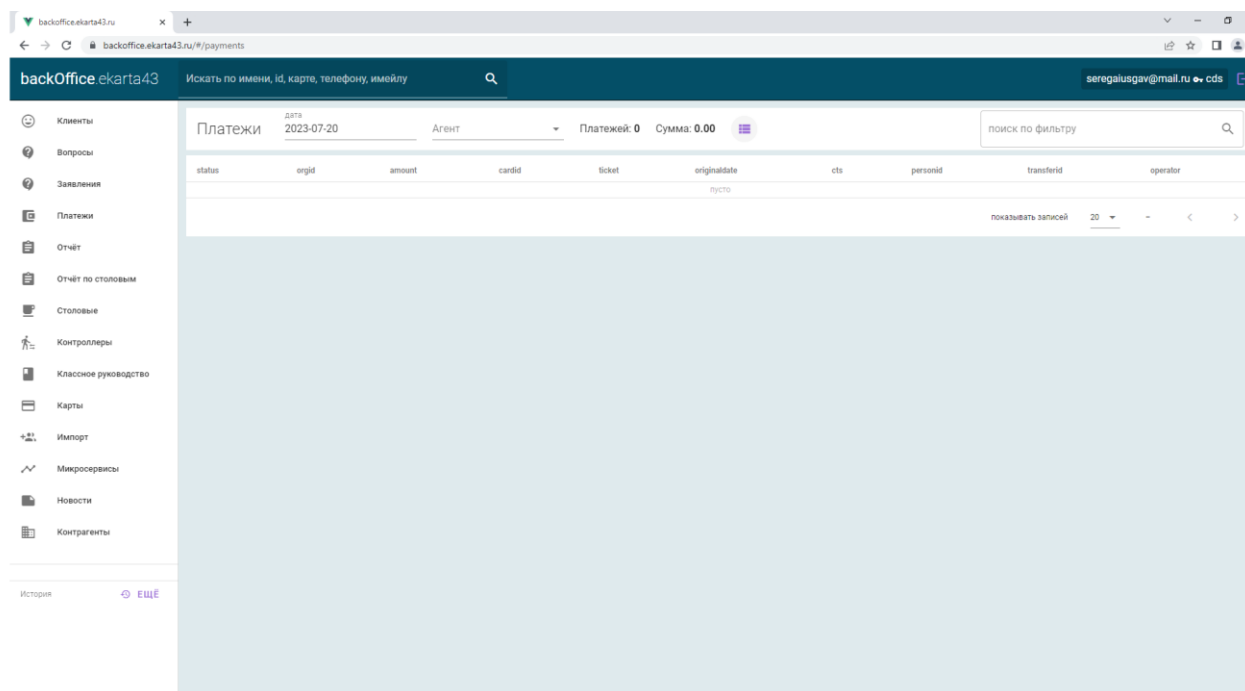 backoffice.ekarta43.ru
backoffice.ekarta43.ru/#/payments
backOffice.ekarta43
Искать по имени, id, карте, телефону, имейлу
seregaiusgav@mail.ru cds
Клиенты
Вопросы
Заявления
Платежи
Отчёт
Отчёт по столовым
Столовые
Контроллеры
Классное руководство
Карты
Импорт
Микросервисы
Новости
Контрагенты
История ЕЩЁ
Платежи дата 2023-07-20 Агент Платежей: 0 Сумма: 0.00 поиск по фильтру
status orgid amount cardid ticket originaldate cts personid transferid operator
пусто
показывать записей 20 –